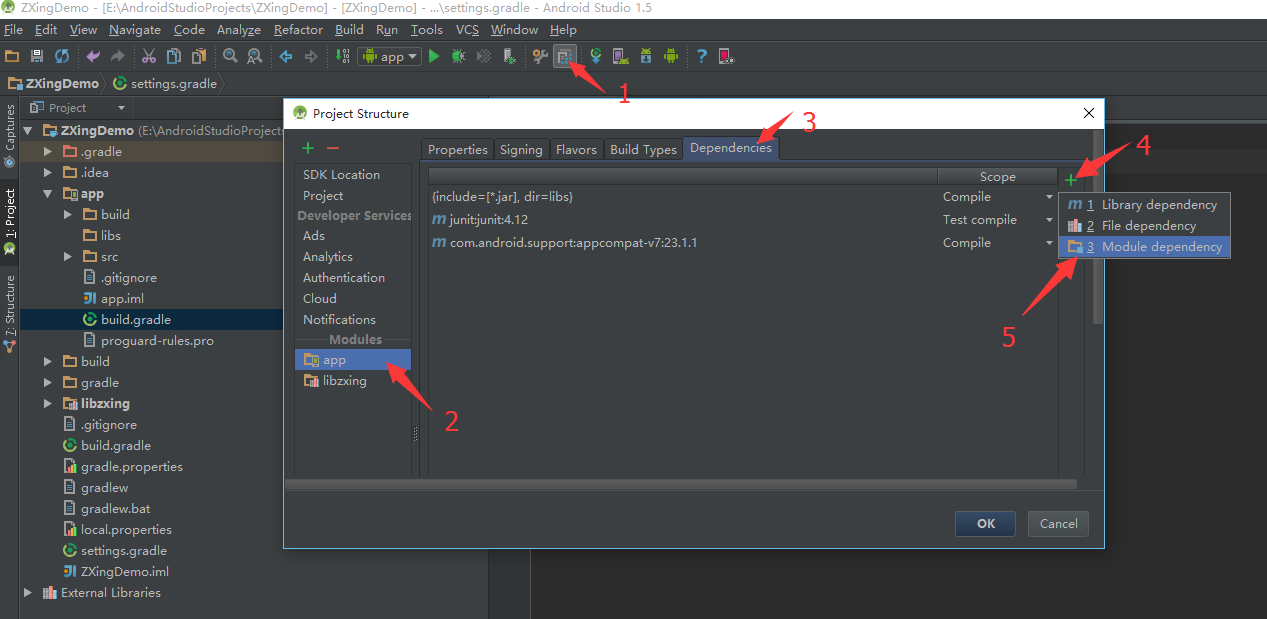 ZXingDemo - [E:\AndroidStudioProjects\ZXingDemo] - [ZXingDemo] - ...\settings.gradle - Android Studio 1.5
File Edit View Navigate Code Analyze Refactor Build Run Tools VCS Window Help
app
1
ZXingDemo settings.gradle
Captures
1: Project
7: Structure
Project
ZXingDemo (E:\AndroidStudioProjects
.gradle
.idea
app
build
libs
src
.gitignore
app.iml
build.gradle
proguard-rules.pro
build
gradle
libzxing
.gitignore
build.gradle
gradle.properties
gradlew
gradlew.bat
local.properties
settings.gradle
ZXingDemo.iml
External Libraries
Project Structure
SDK Location
Project
Developer Services
Ads
Analytics
Authentication
Cloud
Notifications
Modules
app
libzxing
2
Properties Signing Flavors Build Types Dependencies
3
Scope
4
{include=[*.jar], dir=libs} Compile
junit:junit:4.12 Test compile
com.android.support:appcompat-v7:23.1.1 Compile
1 Library dependency
2 File dependency
3 Module dependency
5
OK Cancel